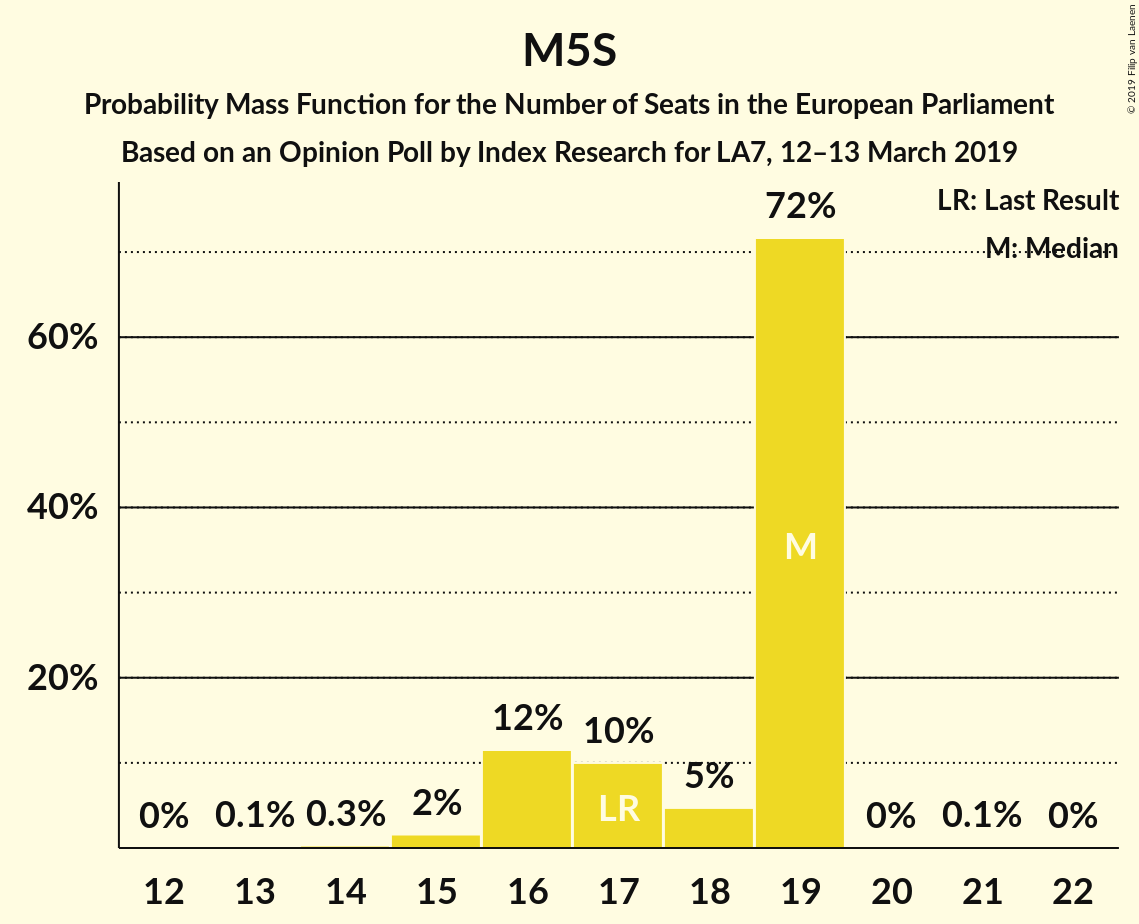 M5S
Probability Mass Function for the Number of Seats in the European Parliament
Based on an Opinion Poll by Index Research for LA7, 12–13 March 2019
© 2019 Filip van Laenen
LR: Last Result
M: Median
60%
40%
20%
0%
0.1%
0.3%
2%
12%
10%
5%
72%
0%
0.1%
0%
LR
M
12 13 14 15 16 17 18 19 20 21 22